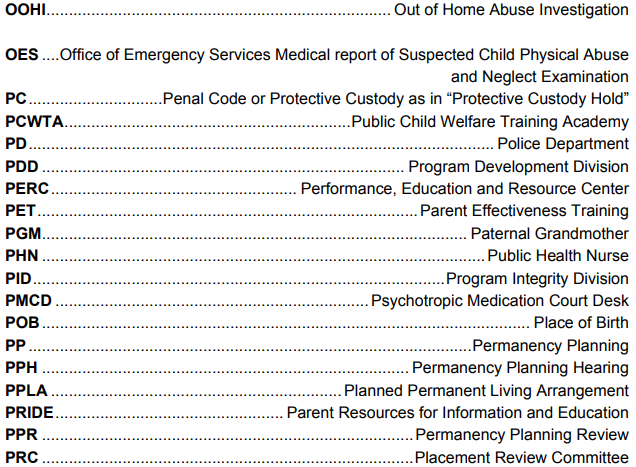 OOHI........................................................................ Out of Home Abuse Investigation
OES ....Office of Emergency Services Medical report of Suspected Child Physical Abuse
and Neglect Examination
PC...........................Penal Code or Protective Custody as in “Protective Custody Hold”
PCWTA..........................................................Public Child Welfare Training Academy
PD............................................................................................... Police Department
PDD ......................................................................... Program Development Division
PERC.................................................. Performance, Education and Resource Center
PET.............................................................................Parent Effectiveness Training
PGM........................................................................................Paternal Grandmother
PHN ..........................................................................................Public Health Nurse
PID...................................................................................Program Integrity Division
PMCD ................................................................Psychotropic Medication Court Desk
POB .................................................................................................... Place of Birth
PP .........................................................................................Permanency Planning
PPH .......................................................................... Permanency Planning Hearing
PPLA ...........................................................Planned Permanent Living Arrangement
PRIDE.............................................. Parent Resources for Information and Education
PPR ...........................................................................Permanency Planning Review
PRC ...........................................................................Placement Review Committee